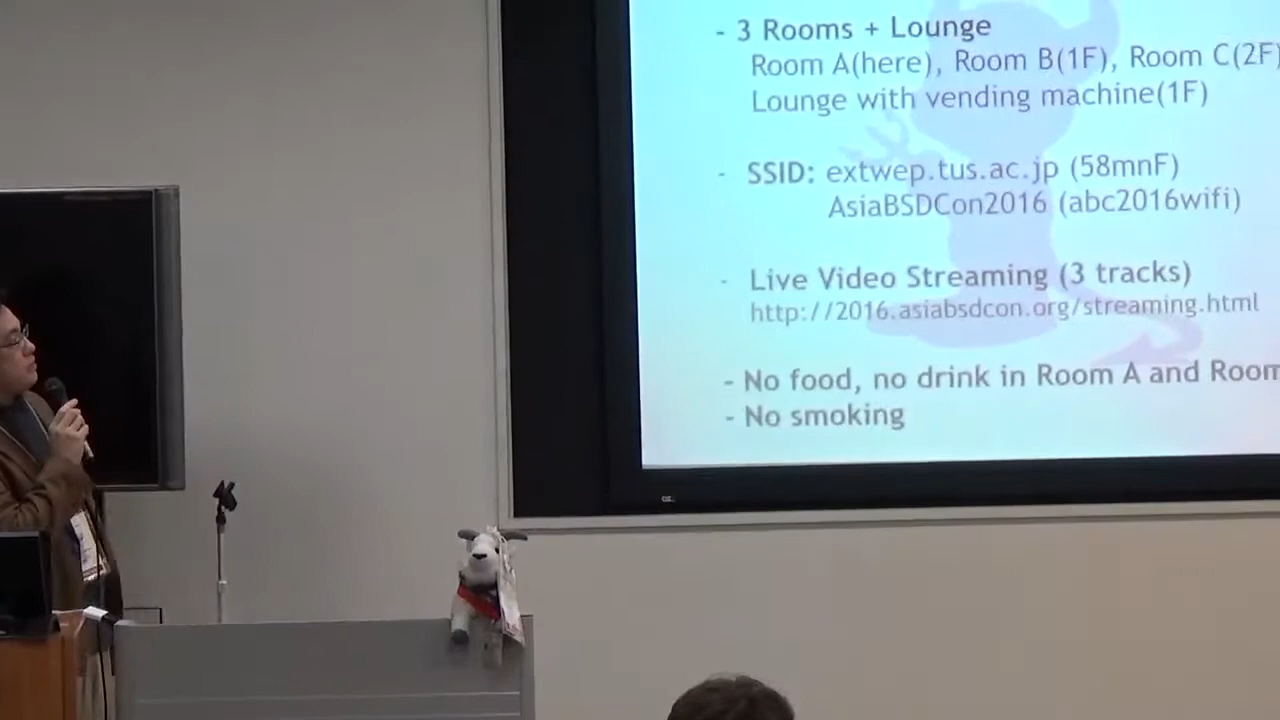 - 3 Rooms + Lounge
Room A(here), Room B(1F), Room C(2F)
Lounge with vending machine(1F)
- SSID: extwep.tus.ac.jp (58mnF)
AsiaBSDCon2016 (abc2016wifi)
- Live Video Streaming (3 tracks)
http://2016.asiabsdcon.org/streaming.html
- No food, no drink in Room A and Room
- No smoking